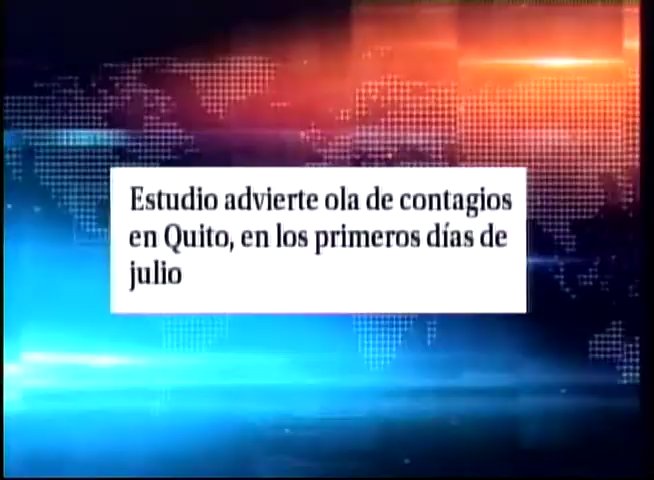 Estudio advierte ola de contagios
en Quito, en los primeros días de
julio